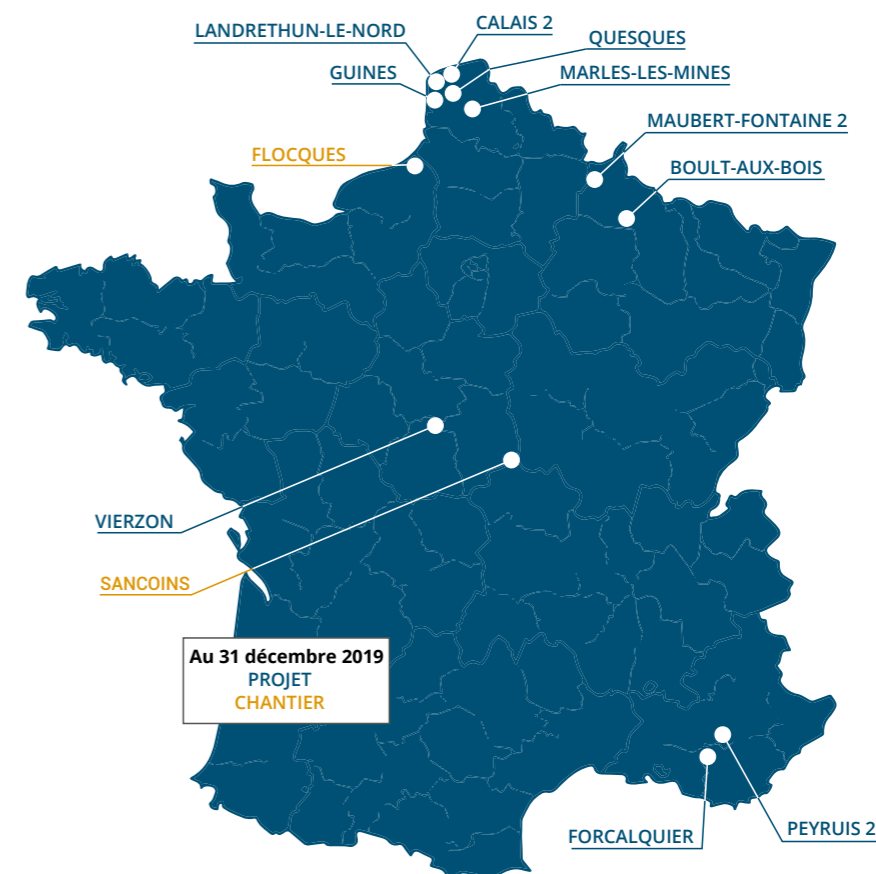 CALAIS 2
LANDRETHUN-LE-NORD
QUESQUES
GUINES
MARLES-LES-MINES
MAUBERT-FONTAINE 2
FLOCQUES
BOULT-AUX-BOIS
VIERZON
SANCOINS
Au 31 décembre 2019
PROJET
CHANTIER
FORCALQUIER
PEYRUIS 2